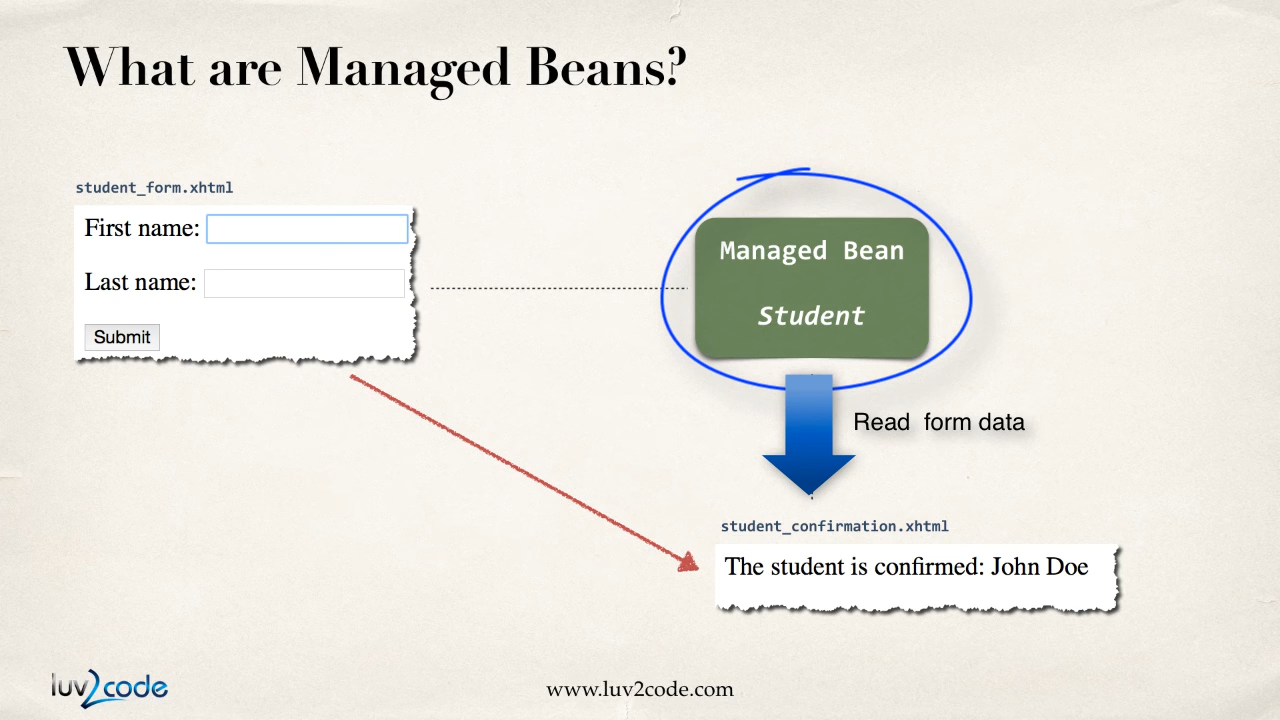 What are Managed Beans?
student_form.xhtml
First name:
Last name:
Submit
Managed Bean
Student
Read form data
student_confirmation.xhtml
The student is confirmed: John Doe
luv2code
www.luv2code.com